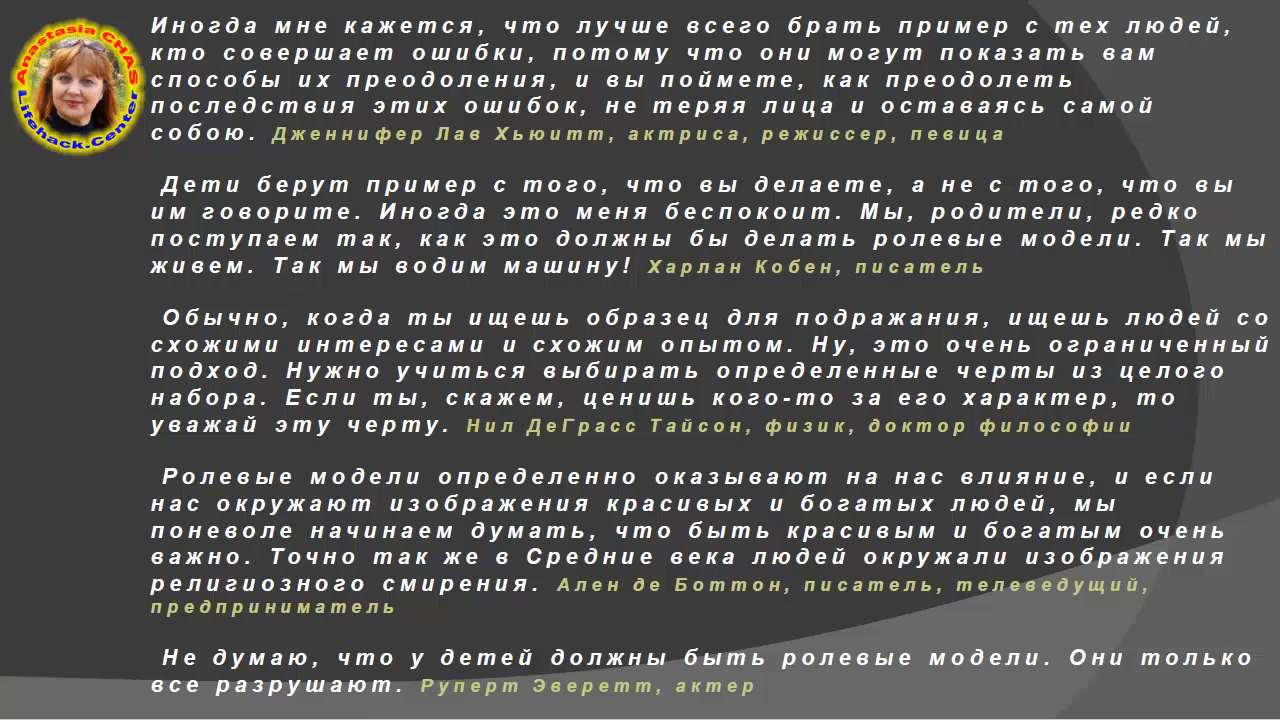 Anastasia CHAS
Lifehack.Center
Иногда мне кажется, что лучше всего брать пример с тех людей,
кто совершает ошибки, потому что они могут показать вам
способы их преодоления, и вы поймете, как преодолеть
последствия этих ошибок, не теряя лица и оставаясь самой
собою. Дженнифер Лав Хьюитт, актриса, режиссер, певица
Дети берут пример с того, что вы делаете, а не с того, что вы
им говорите. Иногда это меня беспокоит. Мы, родители, редко
поступаем так, как это должны бы делать ролевые модели. Так мы
живем. Так мы водим машину! Харлан Кобен, писатель
Обычно, когда ты ищешь образец для подражания, ищешь людей со
схожими интересами и схожим опытом. Ну, это очень ограниченный
подход. Нужно учиться выбирать определенные черты из целого
набора. Если ты, скажем, ценишь кого-то за его характер, то
уважай эту черту. Нил ДеГрасс Тайсон, физик, доктор философии
Ролевые модели определенно оказывают на нас влияние, и если
нас окружают изображения красивых и богатых людей, мы
поневоле начинаем думать, что быть красивым и богатым очень
важно. Точно так же в Средние века людей окружали изображения
религиозного смирения. Ален де Боттон, писатель, телеведущий,
предприниматель
Не думаю, что у детей должны быть ролевые модели. Они только
все разрушают. Руперт Эверетт, актер